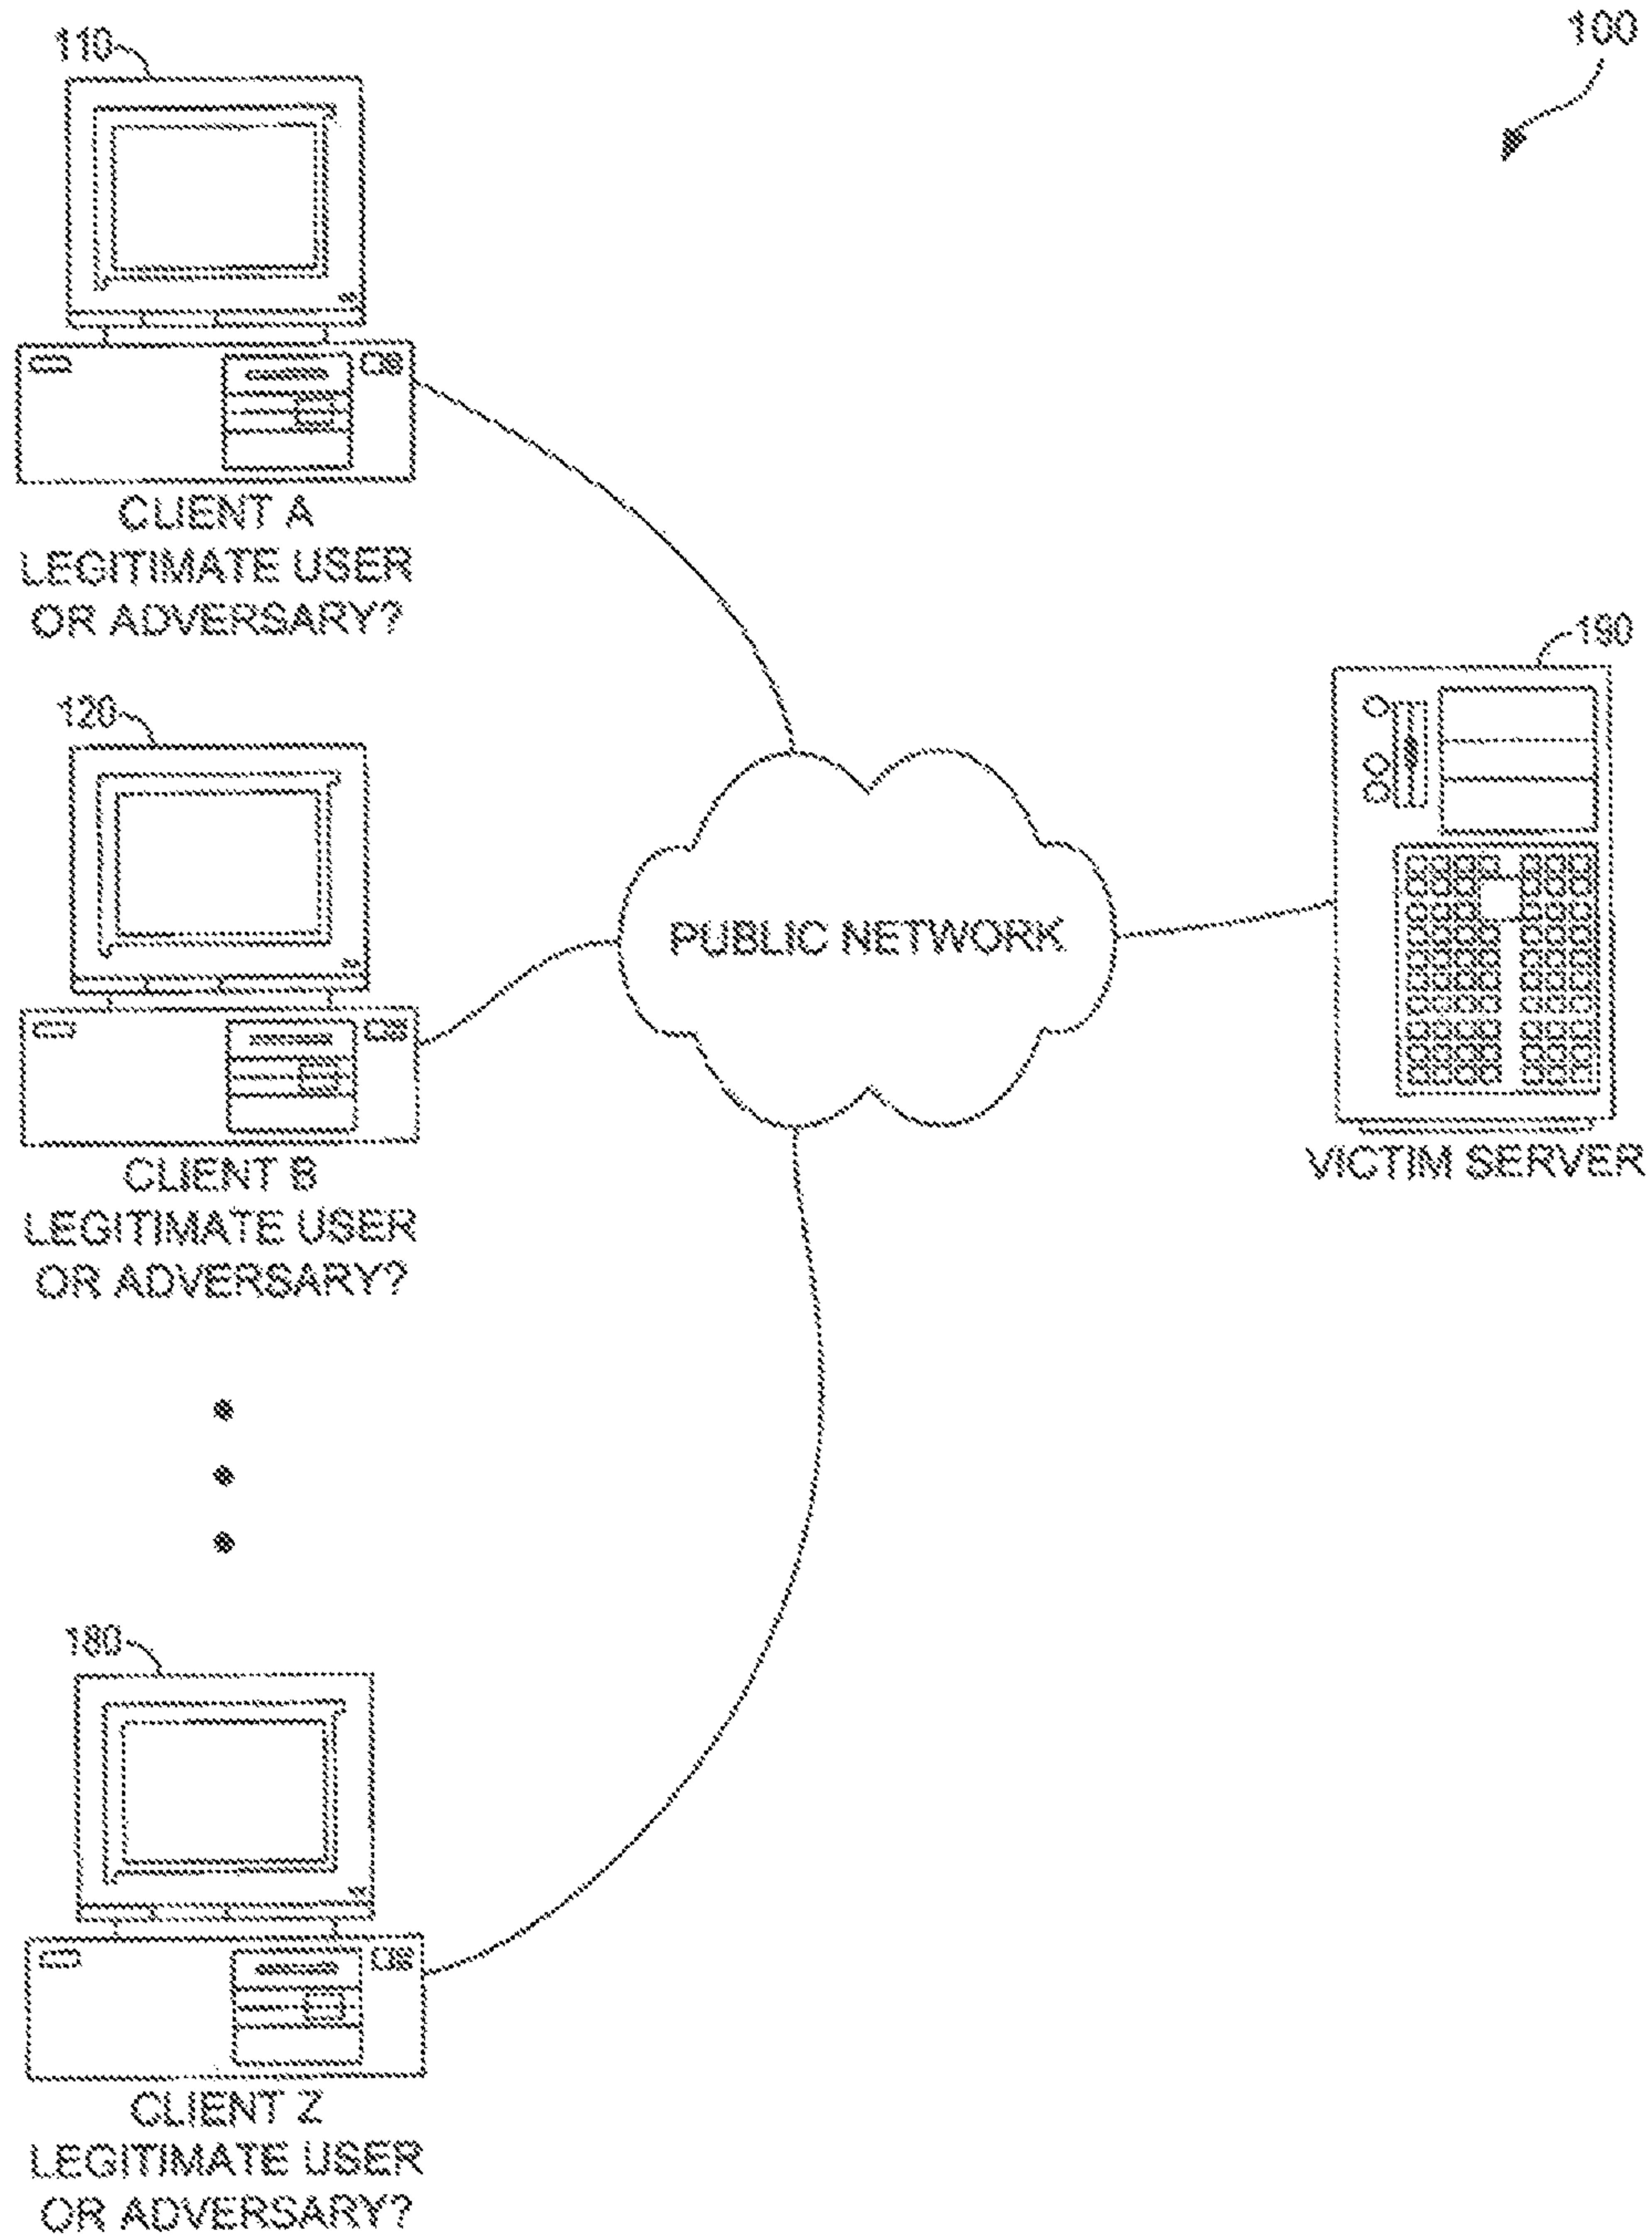 100
110
CLIENT A
LEGITIMATE USER
OR ADVERSARY?
120
CLIENT B
LEGITIMATE USER
OR ADVERSARY?
PUBLIC NETWORK
190
VICTIM SERVER
180
CLIENT Z
LEGITIMATE USER
OR ADVERSARY?